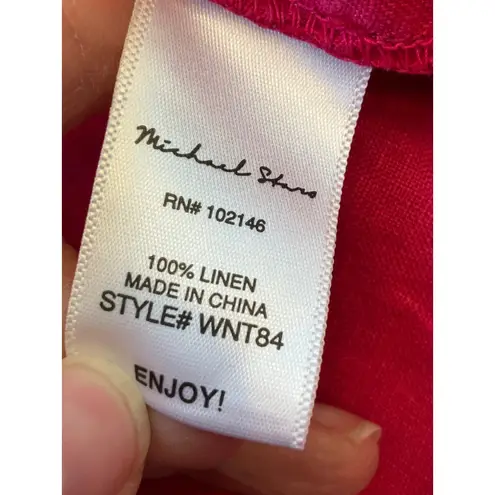 Michael Stars
RN# 102146
100% LINEN
MADE IN CHINA
STYLE# WNT84
ENJOY!